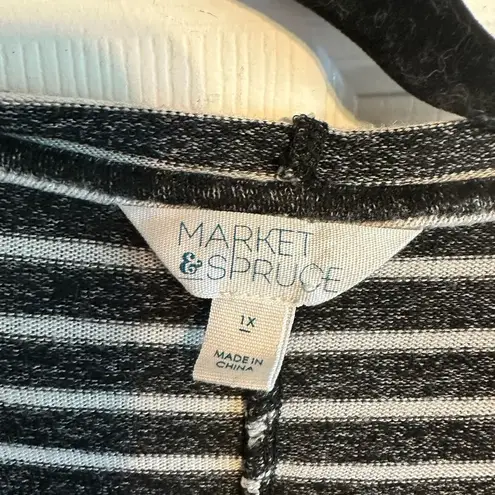 MARKET
& SPRUCE
1X
MADE IN
CHINA